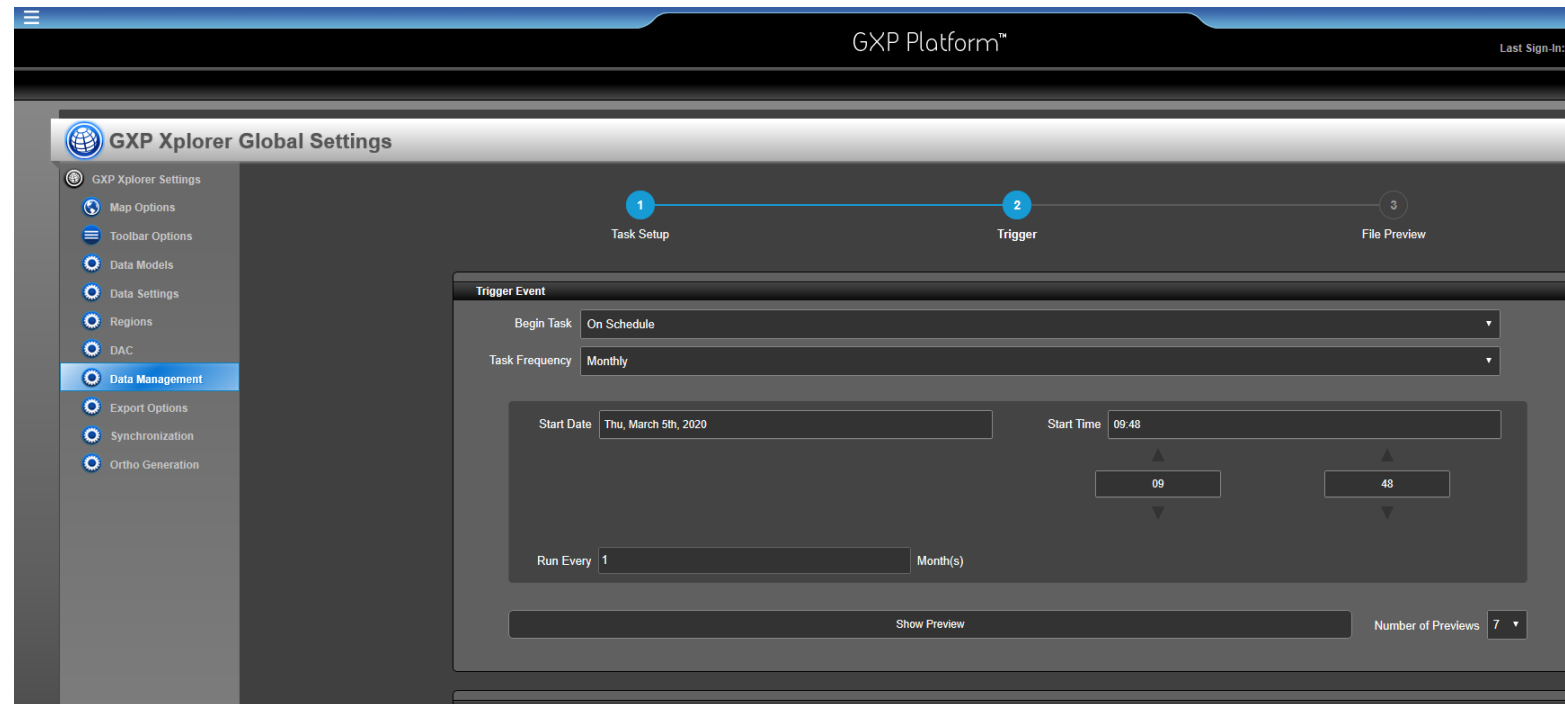 GXP Platform™
Last Sign-In:
GXP Xplorer Global Settings
GXP Xplorer Settings
Map Options
Toolbar Options
Data Models
Data Settings
Regions
DAC
Data Management
Export Options
Synchronization
Ortho Generation
1
2
3
Task Setup
Trigger
File Preview
Trigger Event
Begin Task On Schedule
Task Frequency Monthly
Start Date Thu, March 5th, 2020 Start Time 09:48
09 48
Run Every 1 Month(s)
Show Preview Number of Previews 7